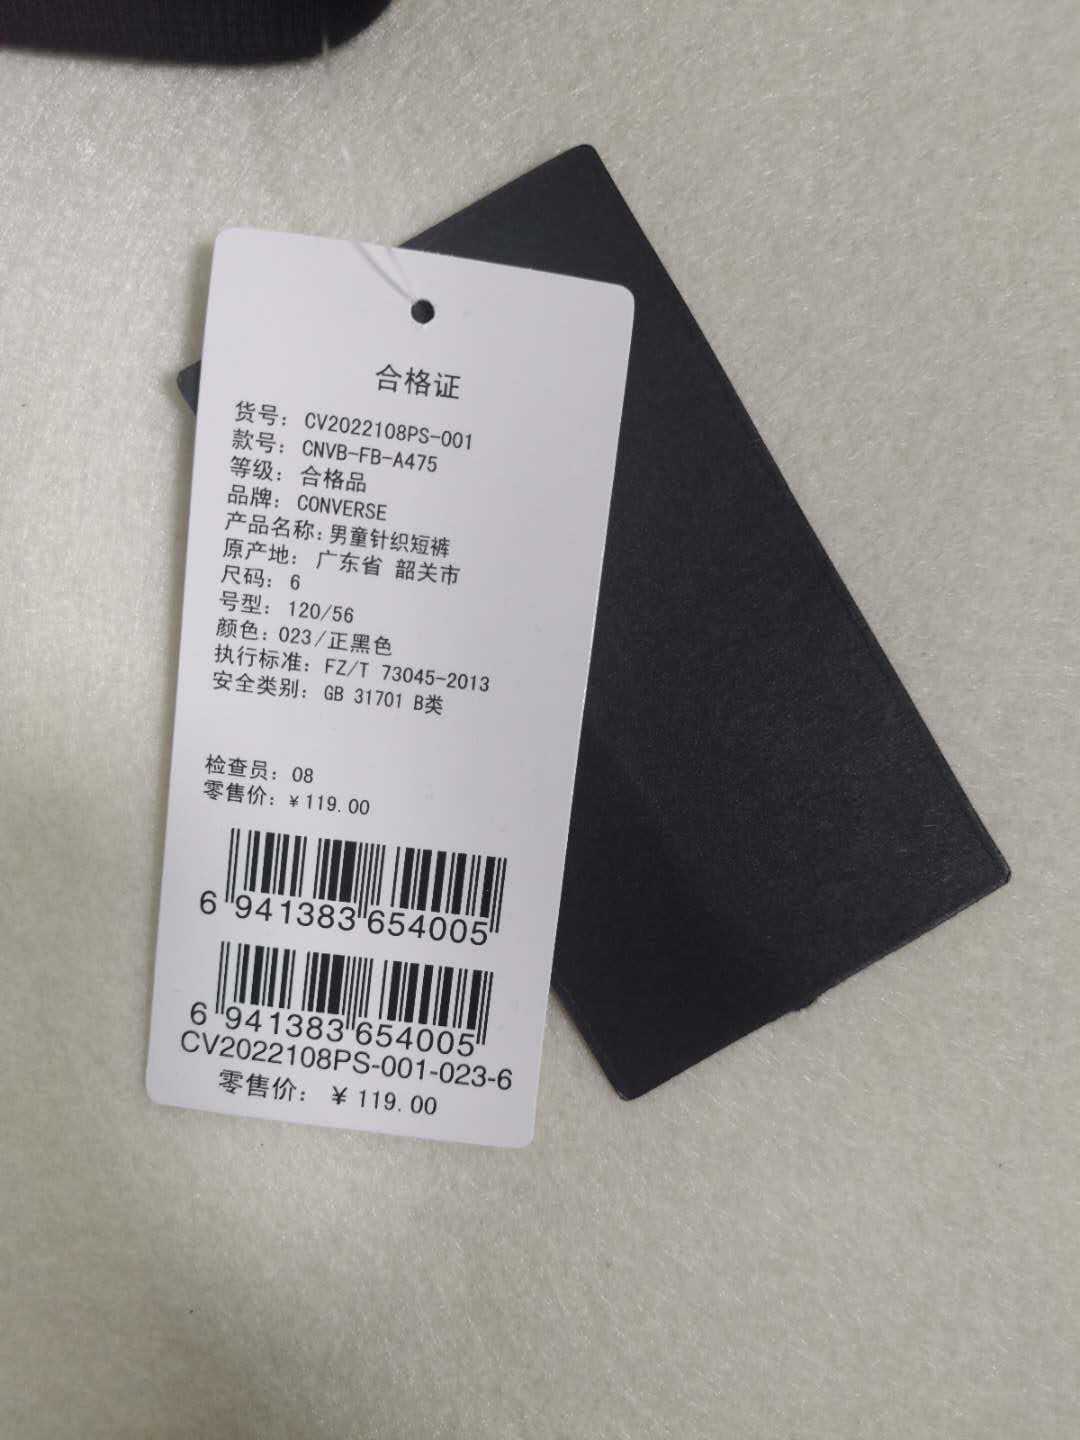 合格证
货号: CV2022108PS-001
款号: CNVB-FB-A475
等级: 合格品
品牌: CONVERSE
产品名称: 男童针织短裤
原产地: 广东省 韶关市
尺码: 6
号型: 120/56
颜色: 023/正黑色
执行标准: FZ/T 73045-2013
安全类别: GB 31701 B类
检查员: 08
零售价: ¥119.00
6 941383 654005
6 941383 654005
CV2022108PS-001-023-6
零售价: ¥ 119.00